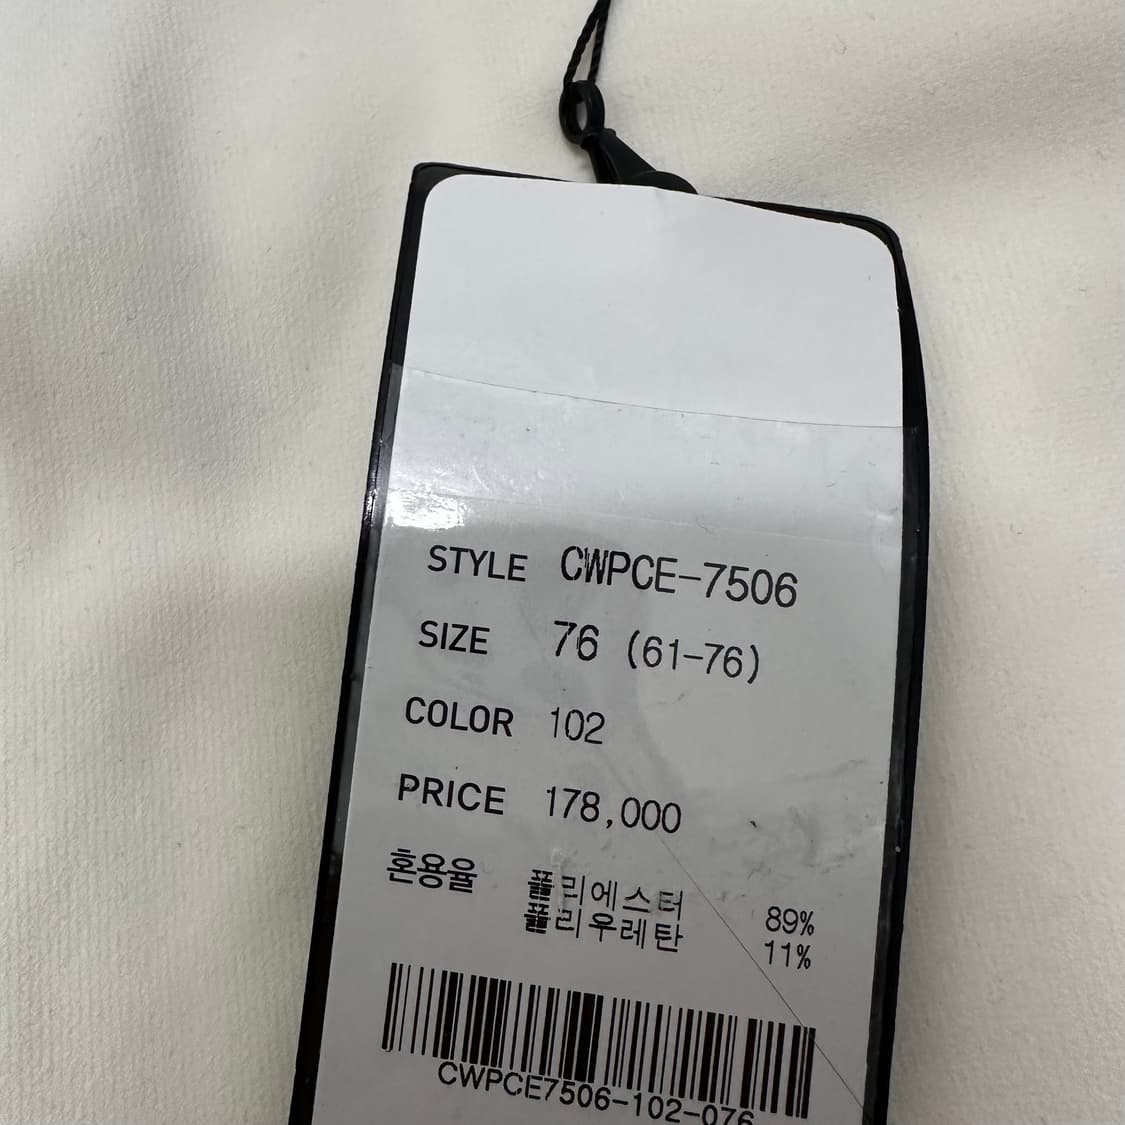 STYLE CWPCE-7506
SIZE 76 (61-76)
COLOR 102
PRICE 178,000
혼용율 폴리에스터 89%
폴리우레탄 11%
CWPCE7506-102-076